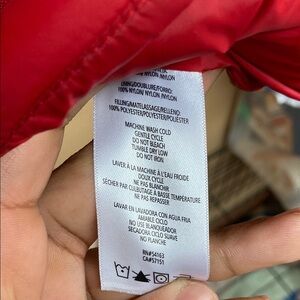 100% NYLON /NYLON /NYLON
LINING/DOUBLURE/FORRO:
100% NYLON /NYLON /NYLON
FILLING/MATELASSAGE/RELLENO
100% POLYESTER/POLYESTER/POLIESTER
MACHINE WASH COLD
GENTLE CYCLE
DO NOT BLEACH
TUMBLE DRY LOW
DO NOT IRON
LAVER À LA MACHINE À L'EAU FROIDE
DOUX CYCLE
NE PAS BLANCHIR
SÉCHER PAR CULBUTAGE À BASSE TEMPÉRATURE
NE PAS REPASSER
LAVAR EN LAVADORA CON AGUA FRIA
AMABLE CICLO
NO USE BLANQUEADOR
SECADORA CICLO SUAVE
NO PLANCHE
RN#54163
CA#57151